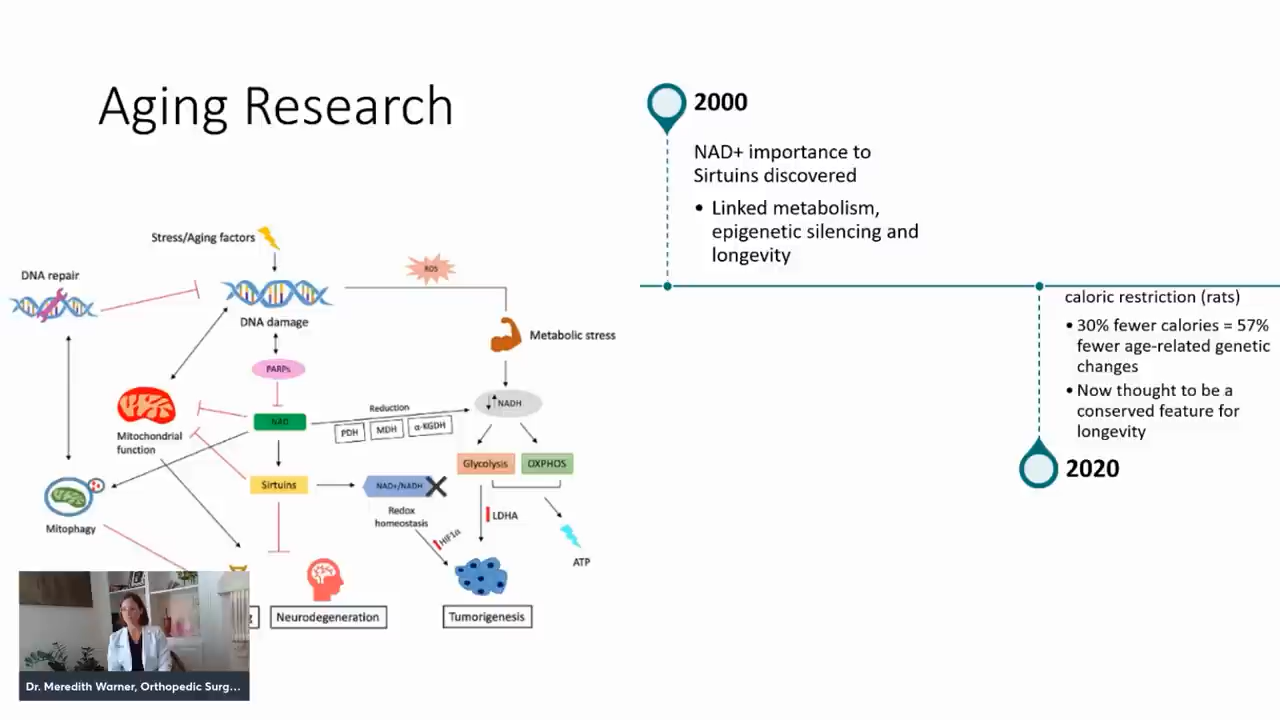 Aging Research
Stress/Aging factors
DNA repair
ROS
DNA damage
Metabolic stress
PARPs
NADH
Reduction
NAD
PDH
MDH
α-KGDH
Mitochondrial
function
Glycolysis
OXPHOS
Sirtuins
NAD+/NADH
Redox
homeostasis
HIF1α
LDHA
Mitophagy
ATP
g
Neurodegeneration
Tumorigenesis
Dr. Meredith Warner, Orthopedic Surg...
2000
NAD+ importance to
Sirtuins discovered
• Linked metabolism,
epigenetic silencing and
longevity
caloric restriction (rats)
• 30% fewer calories = 57%
fewer age-related genetic
changes
• Now thought to be a
conserved feature for
longevity
2020